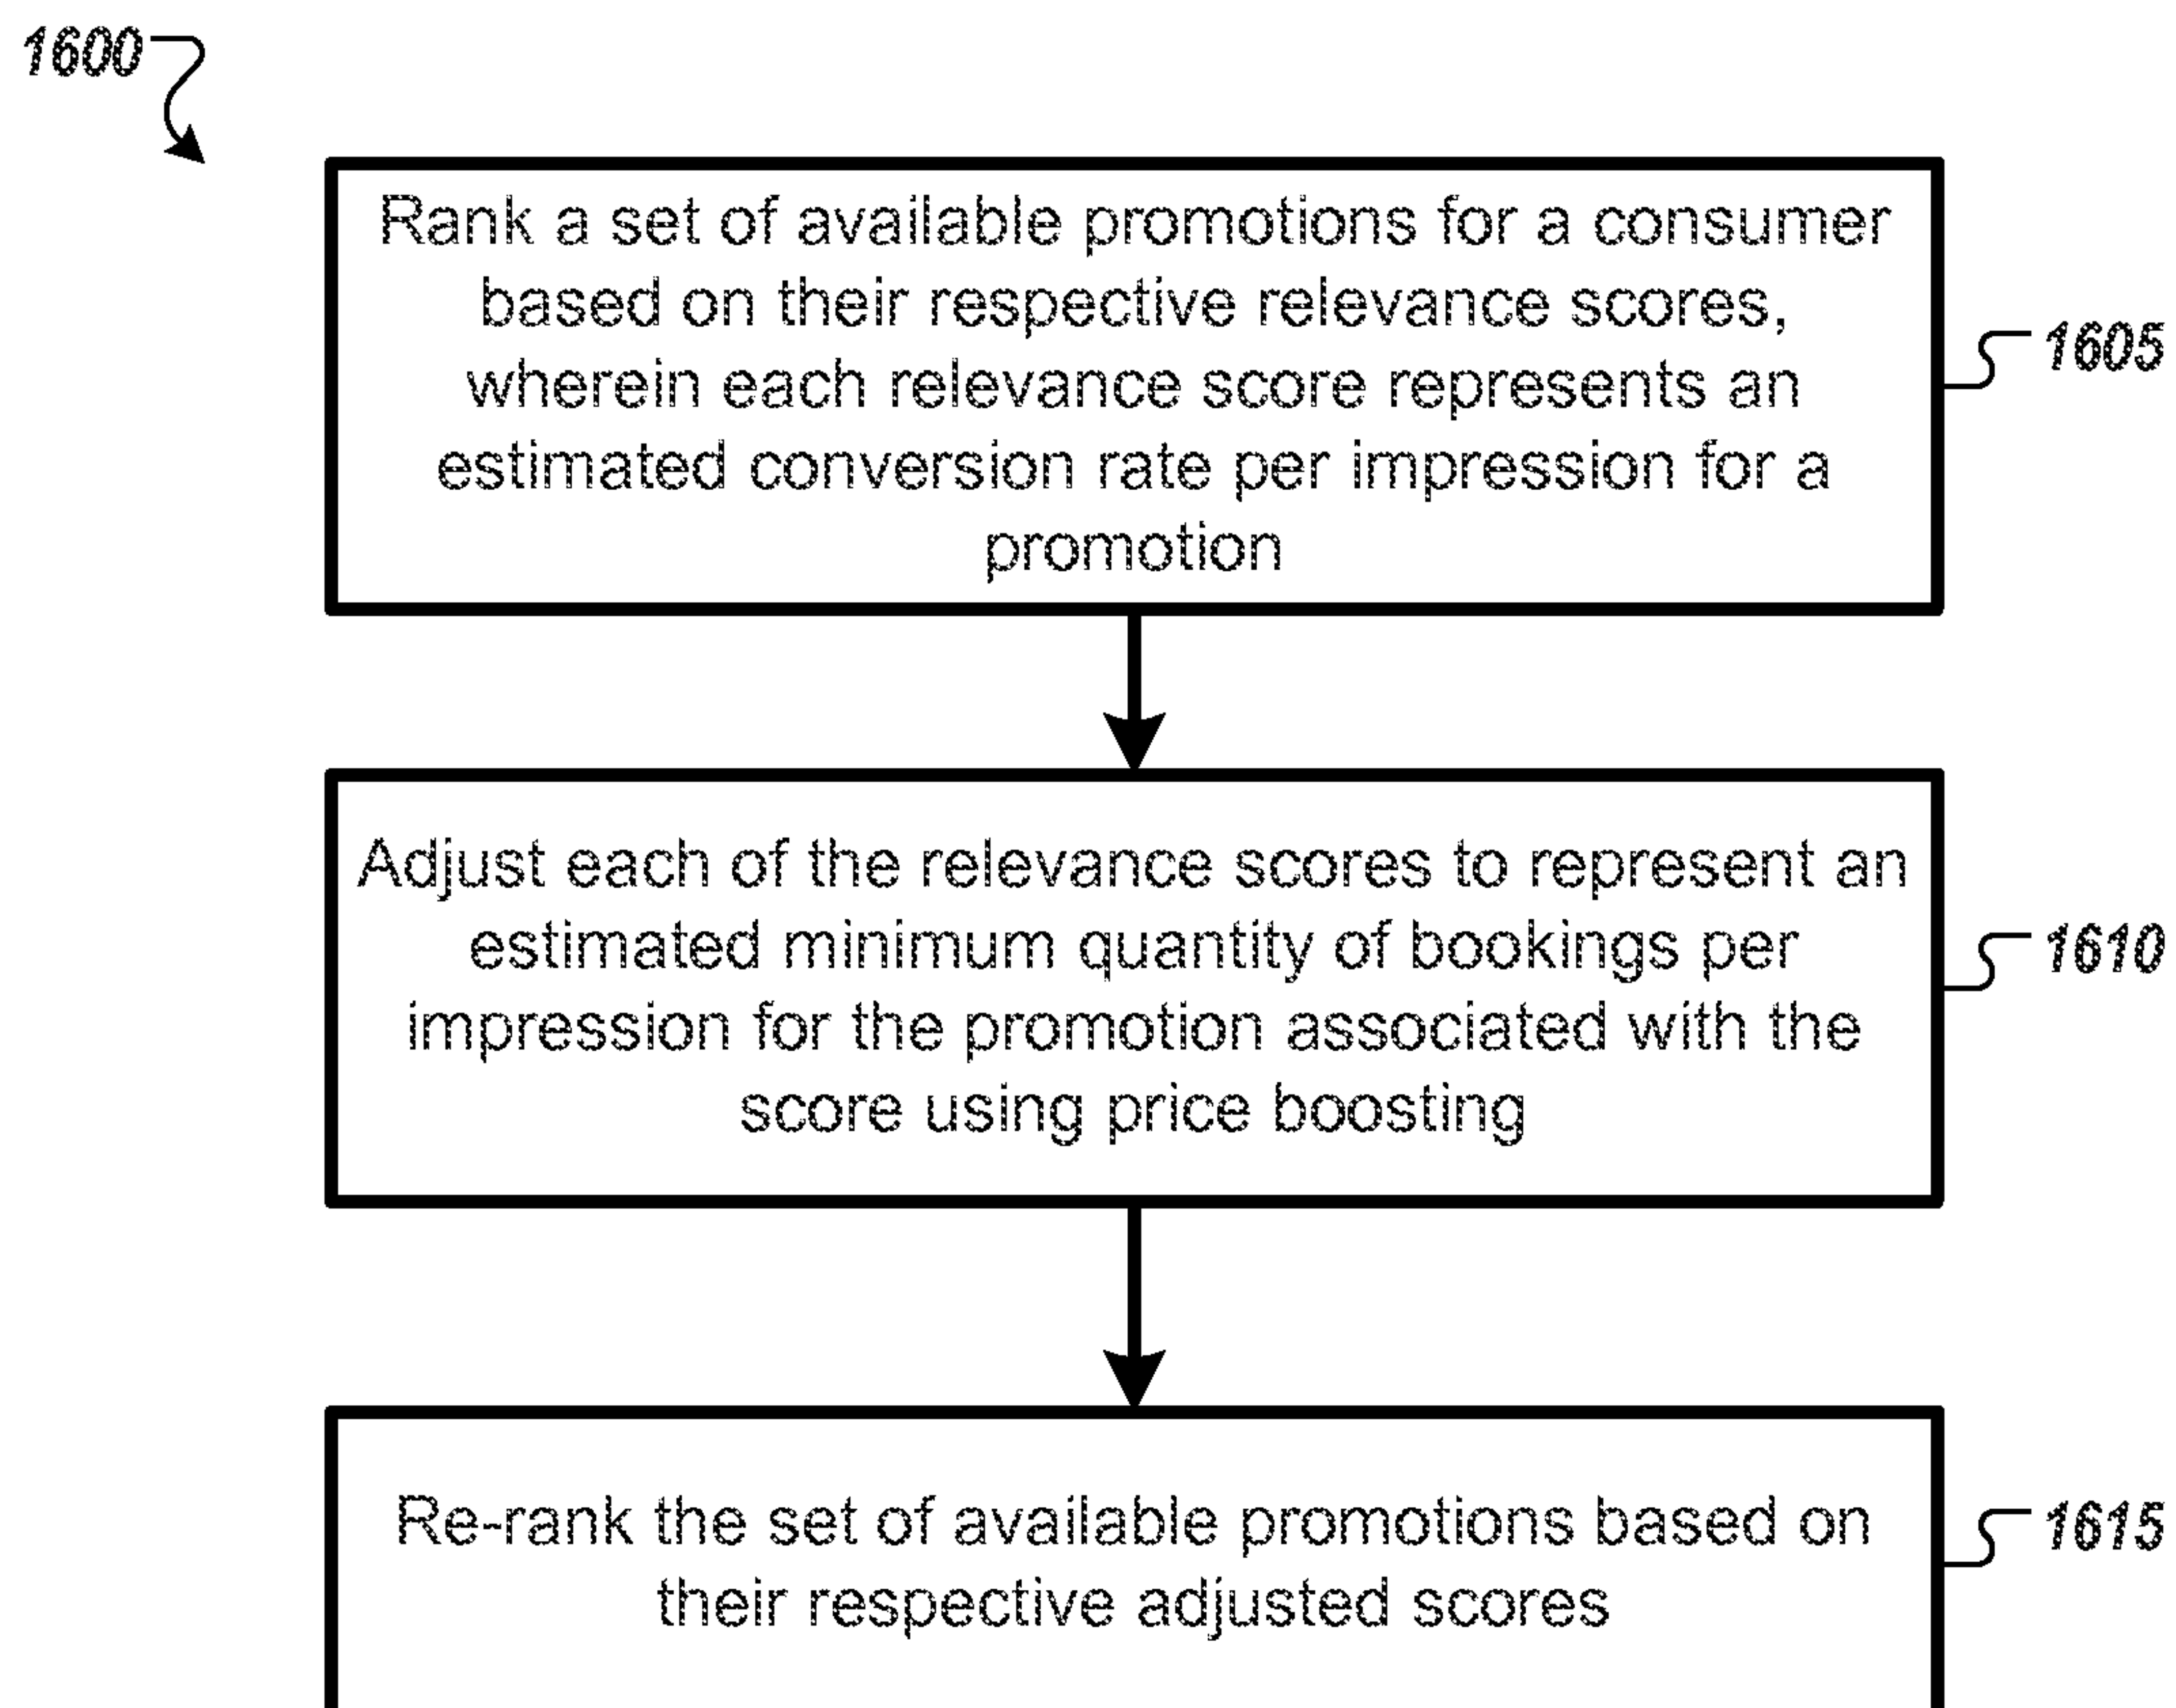 1600
Rank a set of available promotions for a consumer
based on their respective relevance scores,
wherein each relevance score represents an
estimated conversion rate per impression for a
promotion
1605
Adjust each of the relevance scores to represent an
estimated minimum quantity of bookings per
impression for the promotion associated with the
score using price boosting
1610
Re-rank the set of available promotions based on
their respective adjusted scores
1615